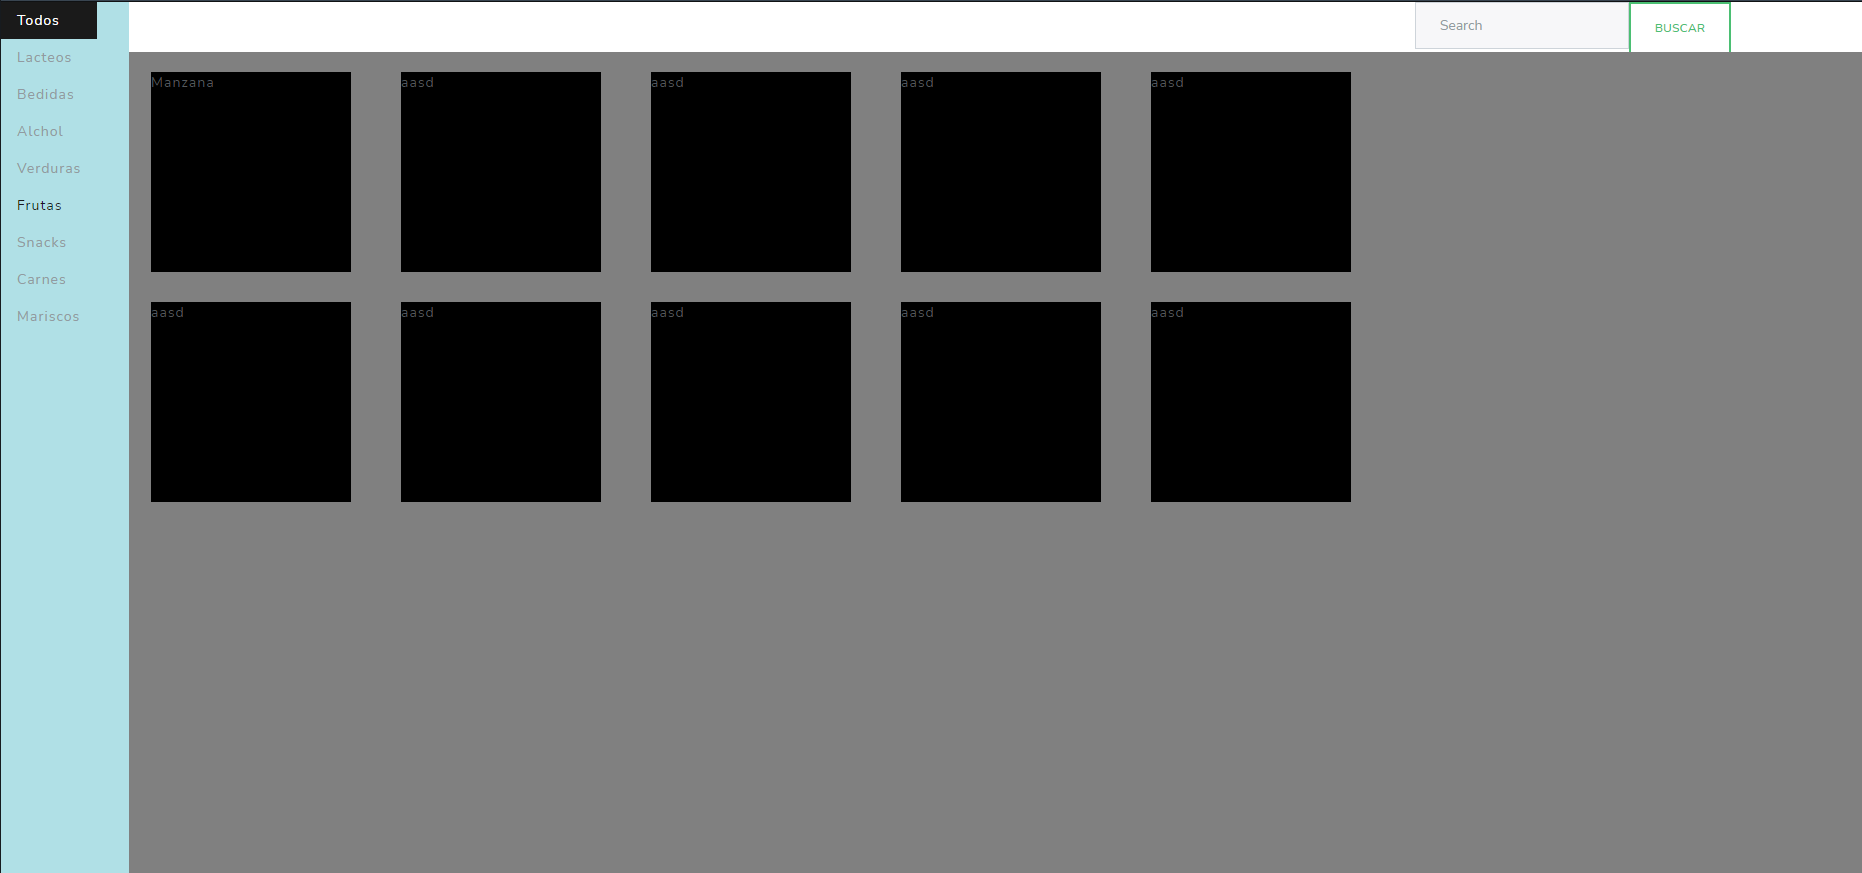 Todos
Lacteos
Bedidas
Alchol
Verduras
Frutas
Snacks
Carnes
Mariscos
Search
BUSCAR
Manzana
aasd
aasd
aasd
aasd
aasd
aasd
aasd
aasd
aasd